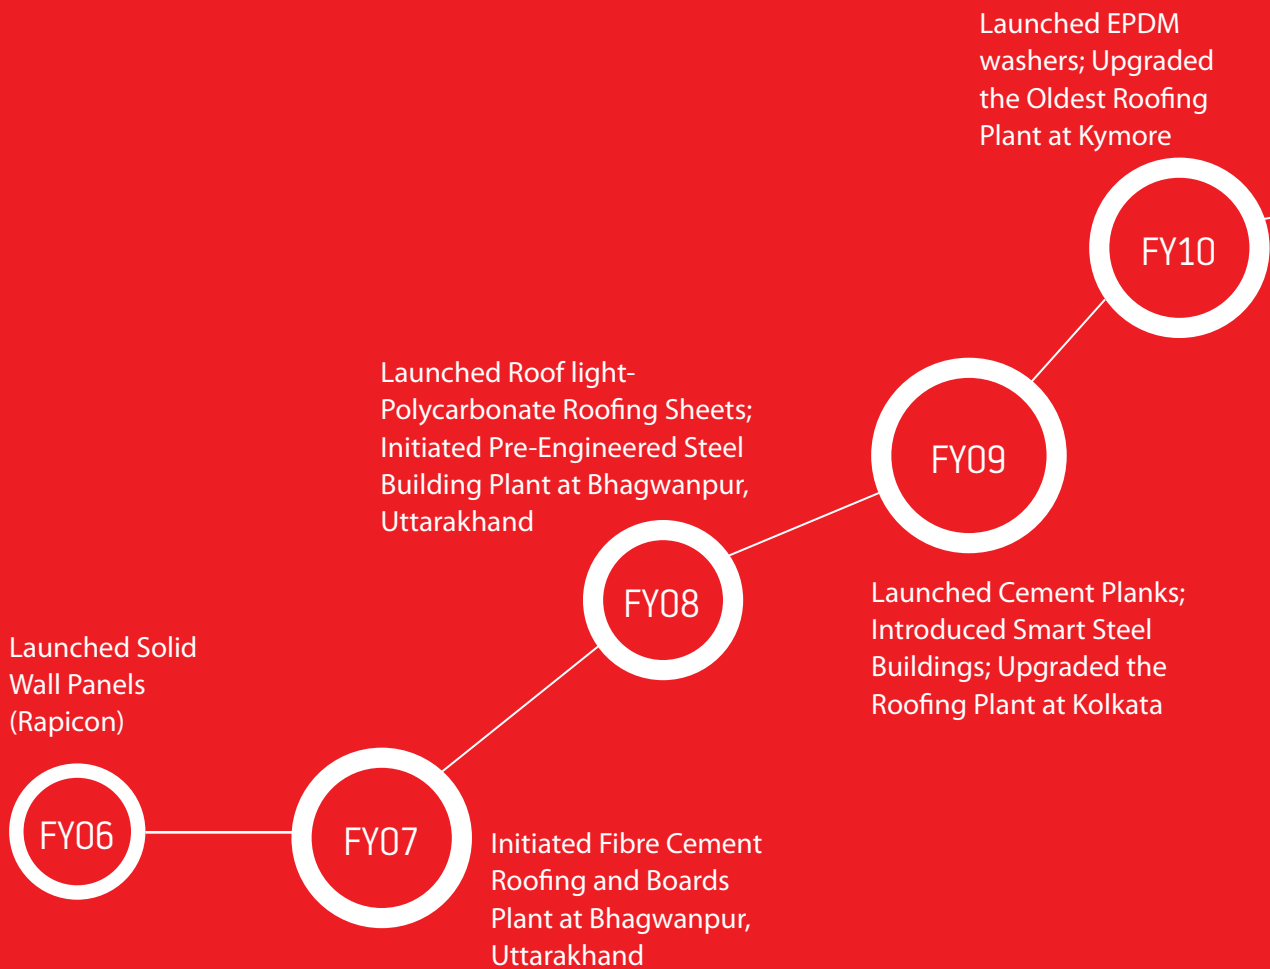 Launched EPDM
washers; Upgraded
the Oldest Roofing
Plant at Kymore
FY10
Launched Roof light-
Polycarbonate Roofing Sheets;
Initiated Pre-Engineered Steel
Building Plant at Bhagwanpur,
Uttarakhand
FY09
FY08
Launched Cement Planks;
Introduced Smart Steel
Buildings; Upgraded the
Roofing Plant at Kolkata
Launched Solid
Wall Panels
(Rapicon)
FY06
FY07
Initiated Fibre Cement
Roofing and Boards
Plant at Bhagwanpur,
Uttarakhand